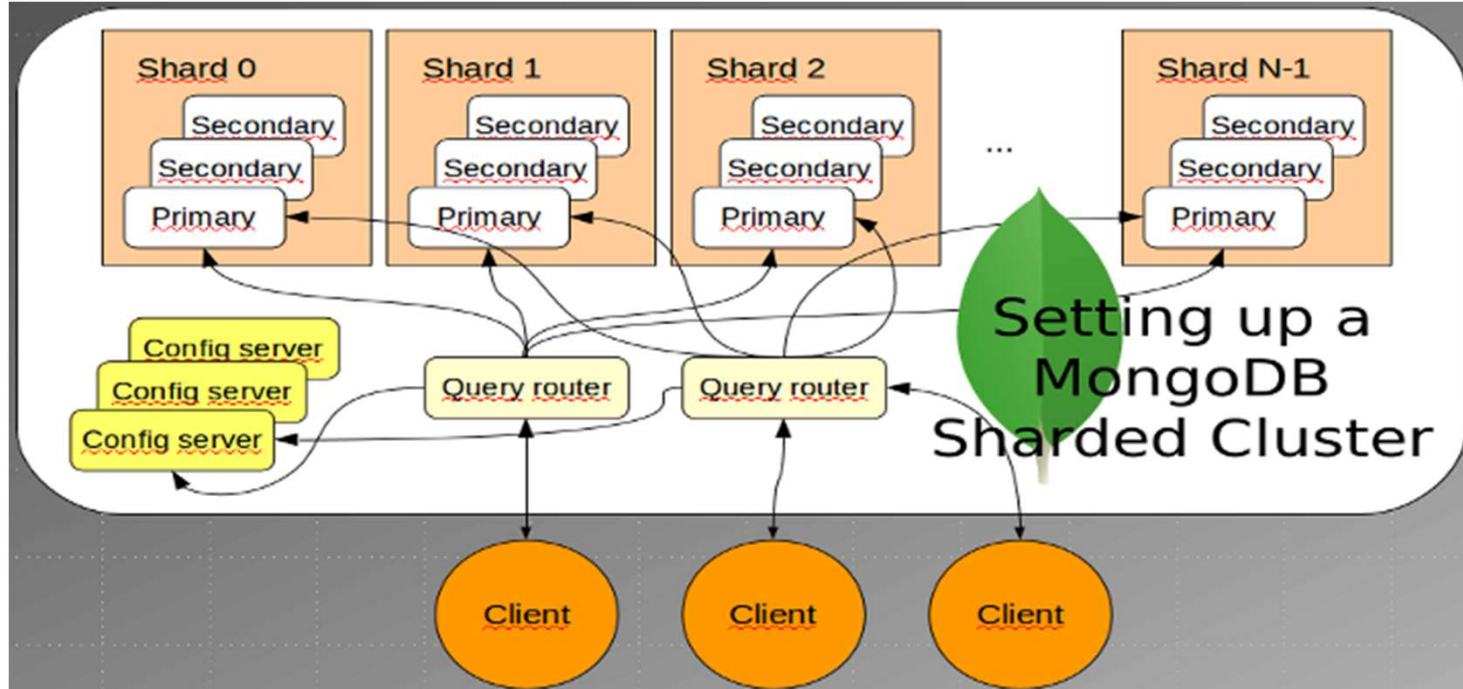 Shard 0
Secondary
Secondary
Primary
Shard 1
Secondary
Secondary
Primary
Shard 2
Secondary
Secondary
Primary
...
Shard N-1
Secondary
Secondary
Primary
Config server
Config server
Config server
Query router
Query router
Setting up a
MongoDB
Sharded Cluster
Client
Client
Client